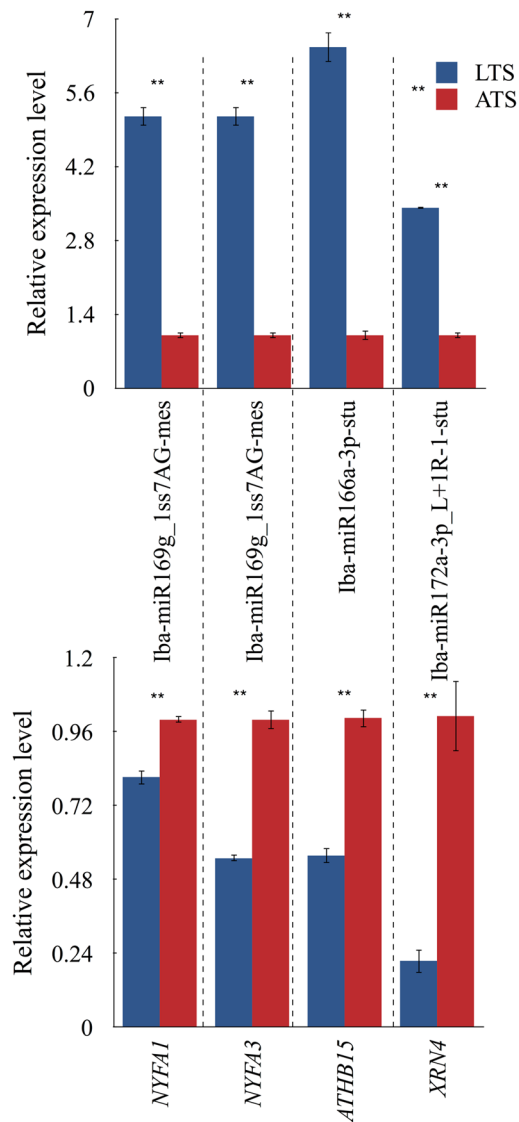 Relative expression level
7
5.6
4.2
2.8
1.4
0
**
**
**
**
**
LTS
ATS
Iba-miR169g_1ss7AG-mes
Iba-miR169g_1ss7AG-mes
Iba-miR166a-3p-stu
Iba-miR172a-3p_L+1R-1-stu
Relative expression level
1.2
0.96
0.72
0.48
0.24
0
**
**
**
**
NYFA1
NYFA3
ATHB15
XRN4